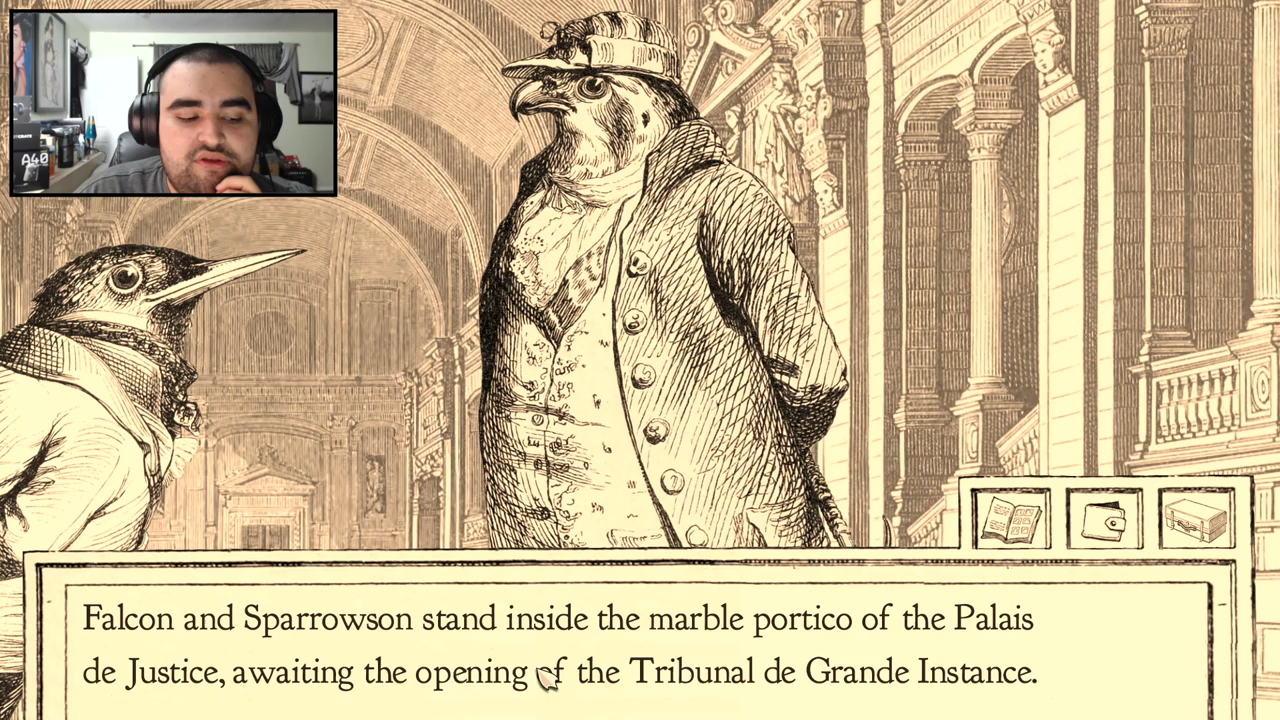 A40
Falcon and Sparrowson stand inside the marble portico of the Palais
de Justice, awaiting the opening of the Tribunal de Grande Instance.